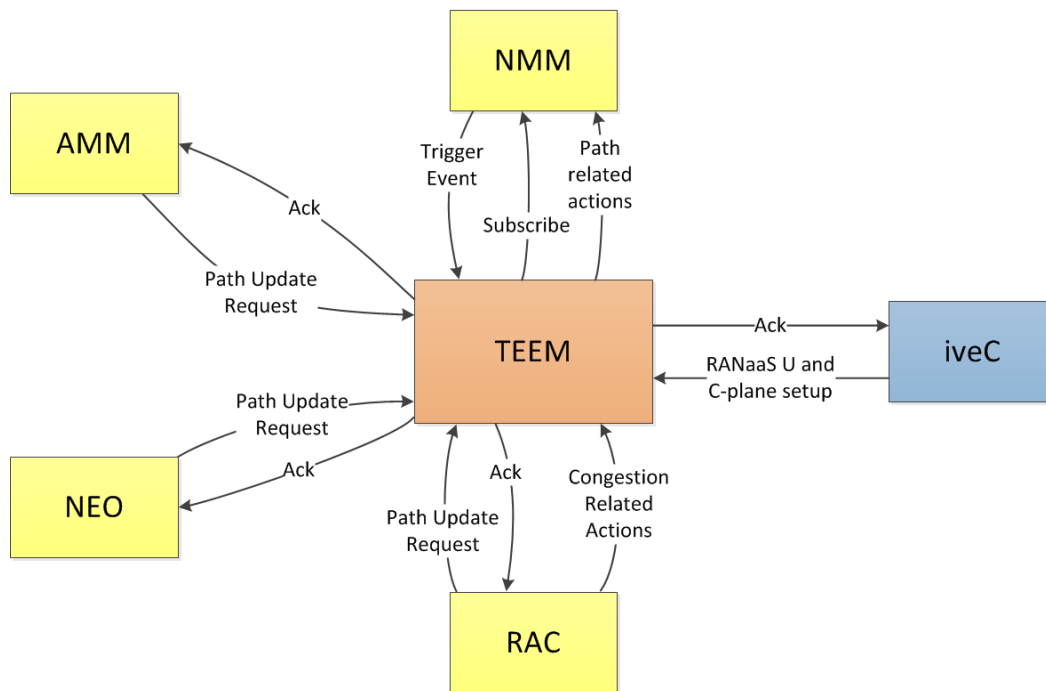 NMM
AMM
Trigger
Event
Path
related
actions
Subscribe
Ack
Path Update
Request
TEEM
Ack
iveC
RANaaS U and
C-plane setup
Path Update
Request
Ack
NEO
Ack
Congestion
Related
Actions
Path Update
Request
RAC